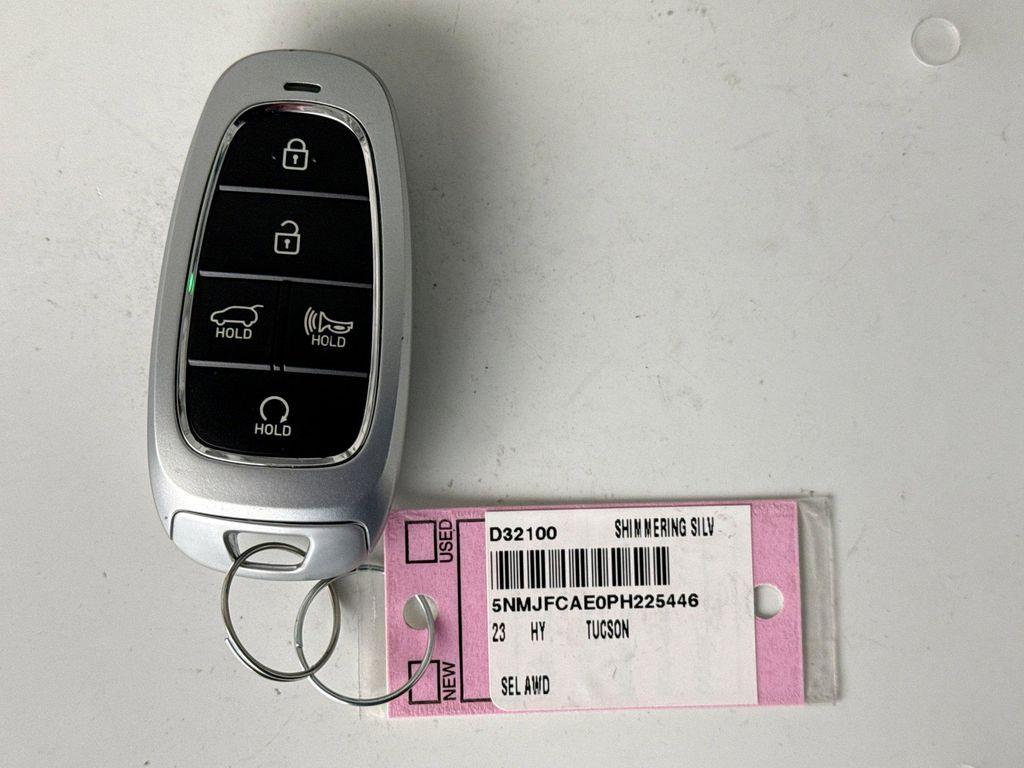 HOLD
HOLD
HOLD
USED
NEW
D32100 SHIMMERING SILV
5NMJFCAE0PH225446
23 HY TUCSON
SEL AWD